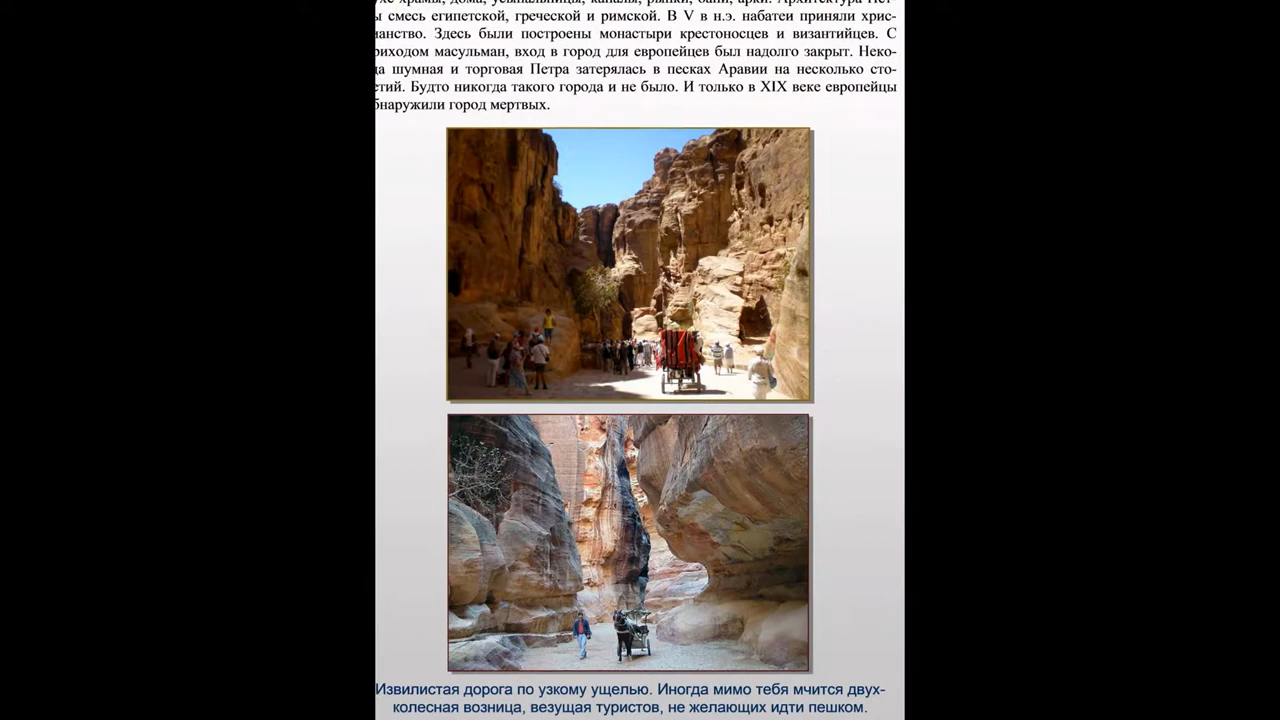 храмы, дома, усыпальницы, каналы, рынки, бани, арки. Архитектура Пет-
ы смесь египетской, греческой и римской. В V в н.э. набатеи приняли хрис-
ианство. Здесь были построены монастыри крестоносцев и византийцев. С
риходом масульман, вход в город для европейцев был надолго закрыт. Неко-
да шумная и торговая Петра затерялась в песках Аравии на несколько сто-
етий. Будто никогда такого города и не было. И только в XIX веке европейцы
бнаружили город мертвых.
Извилистая дорога по узкому ущелью. Иногда мимо тебя мчится двух-
колесная возница, везущая туристов, не желающих идти пешком.